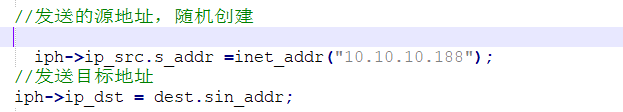 //发送的源地址，随机创建
iph->ip_src.s_addr =inet_addr("10.10.10.188");
//发送目标地址
iph->ip_dst = dest.sin_addr;